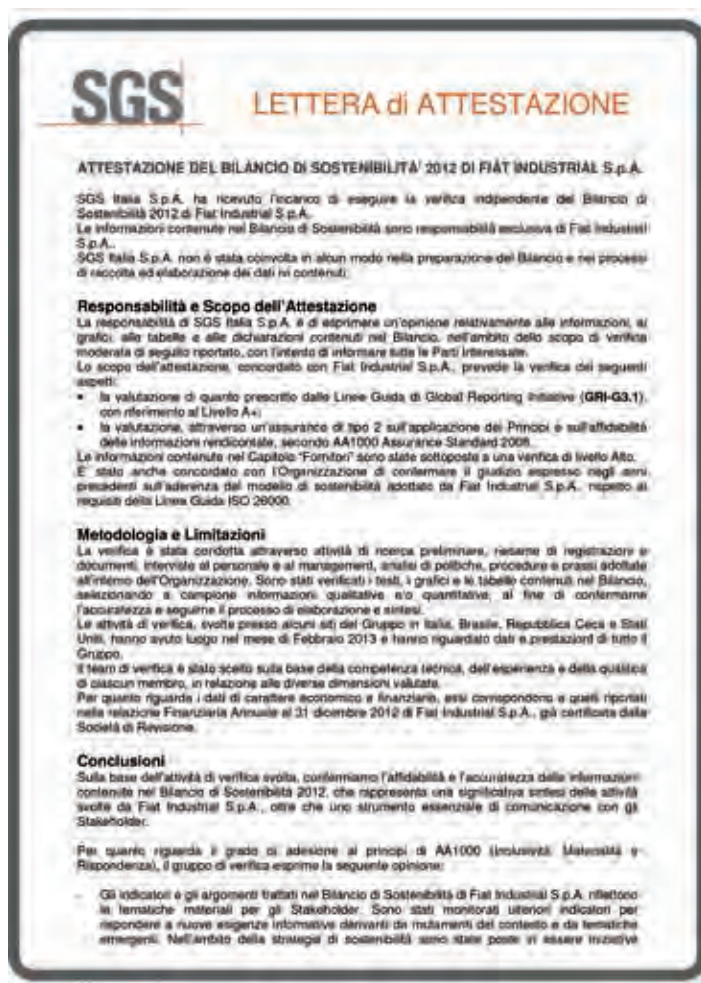 SGS
LETTERA di ATTESTAZIONE
ATTESTAZIONE DEL BILANCIO DI SOSTENIBILITA' 2012 DI FIAT INDUSTRIAL S.p.A.
SGS Italia S.p.A. ha ricevuto l'incarico di eseguire la verifica indipendente del Bilancio di
Sostenibilità 2012 di Fiat Industrial S.p.A.
Le informazioni contenute nel Bilancio di Sostenibilità sono responsabilità esclusiva di Fiat Industrial
S.p.A..
SGS Italia S.p.A. non è stata coinvolta in alcun modo nella preparazione del Bilancio e nei processi
di raccolta ed elaborazione dei dati ivi contenuti.
Responsabilità e Scopo dell'Attestazione
La responsabilità di SGS Italia S.p.A. è di esprimere un'opinione relativamente alle informazioni, ai
grafici, alle tabelle e alle dichiarazioni contenuti nel Bilancio, nell'ambito dello scopo di verifica
moderata di seguito riportato, con l'intento di informare tutte le Parti Interessate.
Lo scopo dell'attestazione, concordato con Fiat Industrial S.p.A., prevede la verifica dei seguenti
aspetti:
• la valutazione di quanto prescritto dalle Linee Guida di Global Reporting Initiative (GRI-G3.1),
con riferimento al Livello A+;
• la valutazione, attraverso un'assurance di tipo 2 sull'applicazione dei Principi e sull'affidabilità
delle informazioni rendicontate, secondo AA1000 Assurance Standard 2008.
Le informazioni contenute nel Capitolo "Fornitori" sono state sottoposte a una verifica di livello Alto.
E' stato anche concordato con l'Organizzazione di confermare il giudizio espresso negli anni
precedenti sull'aderenza del modello di sostenibilità adottato da Fiat Industrial S.p.A., rispetto ai
requisiti della Linea Guida ISO 26000.
Metodologia e Limitazioni
La verifica è stata condotta attraverso attività di ricerca preliminare, riesame di registrazioni e
documenti, interviste al personale e al management, analisi di politiche, procedure e prassi adottate
all'interno dell'Organizzazione. Sono stati verificati i testi, i grafici e le tabelle contenuti nel Bilancio,
selezionando a campione informazioni qualitative e/o quantitative, al fine di confermarne
l'accuratezza e seguirne il processo di elaborazione e sintesi.
Le attività di verifica, svolte presso alcuni siti del Gruppo in Italia, Brasile, Repubblica Ceca e Stati
Uniti, hanno avuto luogo nel mese di Febbraio 2013 e hanno riguardato dati e prestazioni di tutto il
Gruppo.
Il team di verifica è stato scelto sulla base della competenza tecnica, dell'esperienza e della qualifica
di ciascun membro, in relazione alle diverse dimensioni valutate.
Per quanto riguarda i dati di carattere economico e finanziario, essi corrispondono a quelli riportati
nella relazione Finanziaria Annuale al 31 dicembre 2012 di Fiat Industrial S.p.A., già certificata dalla
Società di Revisione.
Conclusioni
Sulla base dell'attività di verifica svolta, confermiamo l'affidabilità e l'accuratezza delle informazioni
contenute nel Bilancio di Sostenibilità 2012, che rappresenta una significativa sintesi delle attività
svolte da Fiat Industrial S.p.A., oltre che uno strumento essenziale di comunicazione con gli
Stakeholder.
Per quanto riguarda il grado di adesione ai principi di AA1000 (Inclusività, Materialità e
Rispondenza), il gruppo di verifica esprime la seguente opinione:
- Gli indicatori e gli argomenti trattati nel Bilancio di Sostenibilità di Fiat Industrial S.p.A. riflettono
le tematiche materiali per gli Stakeholder. Sono stati monitorati ulteriori indicatori per
rispondere a nuove esigenze informative derivanti da mutamenti del contesto e da tematiche
emergenti. Nell'ambito della strategia di sostenibilità sono state poste in essere iniziative